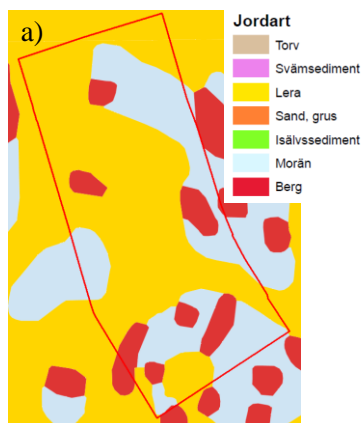 a)
Jordart
Torv
Svämsediment
Lera
Sand, grus
Isälvssediment
Morän
Berg